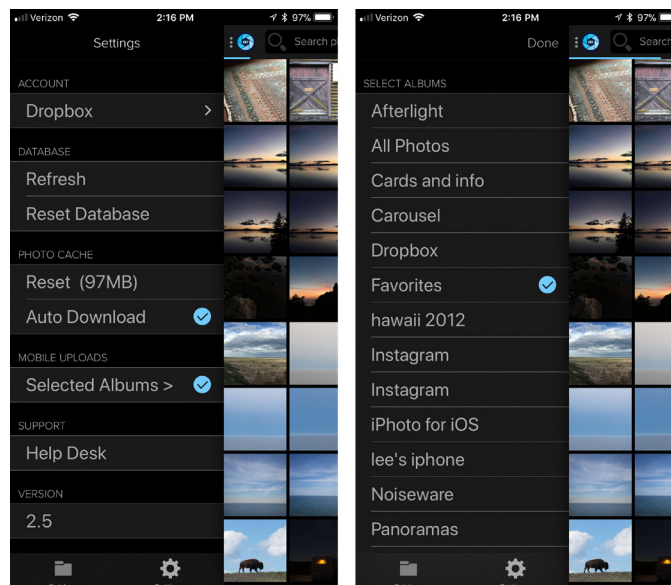 Verizon 2:16 PM 97%
Settings
Search
ACCOUNT
Dropbox >
DATABASE
Refresh
Reset Database
PHOTO CACHE
Reset (97MB)
Auto Download
MOBILE UPLOADS
Selected Albums >
SUPPORT
Help Desk
VERSION
2.5
Verizon 2:16 PM 97%
Done
Search
SELECT ALBUMS
Afterlight
All Photos
Cards and info
Carousel
Dropbox
Favorites
hawaii 2012
Instagram
Instagram
iPhoto for iOS
lee's iphone
Noiseware
Panoramas